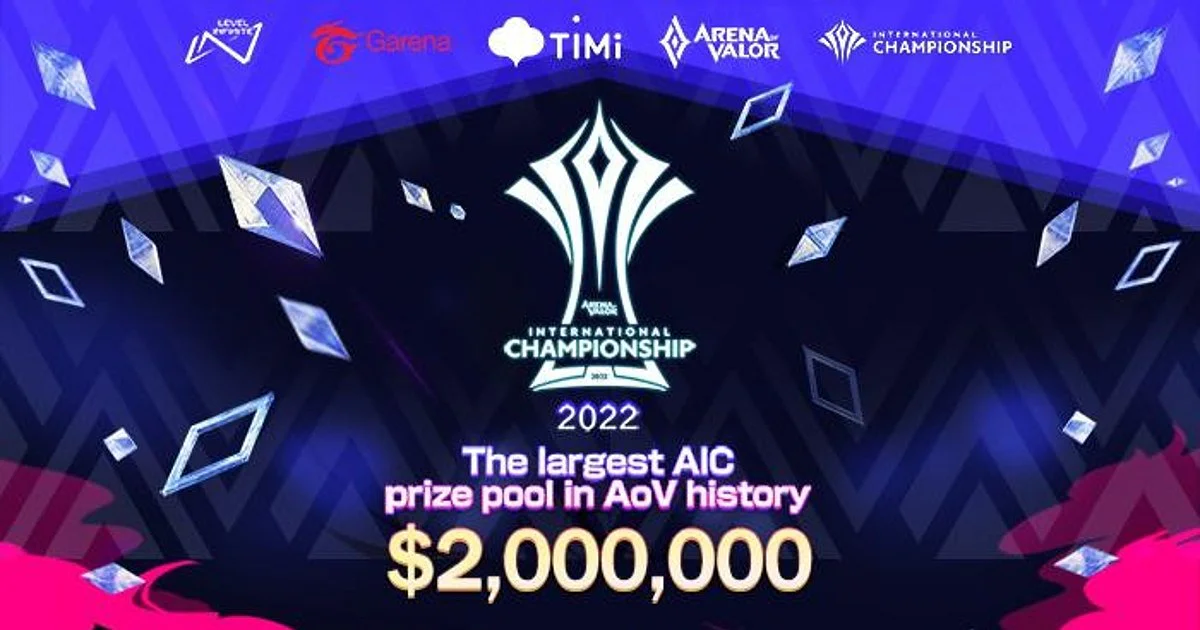 LEVEL INFINITE
Garena
TiMi
ARENA OF VALOR
INTERNATIONAL CHAMPIONSHIP
ARENA OF
VALOR
INTERNATIONAL
CHAMPIONSHIP
2022
2022
The largest AIC
prize pool in AoV history
$2,000,000